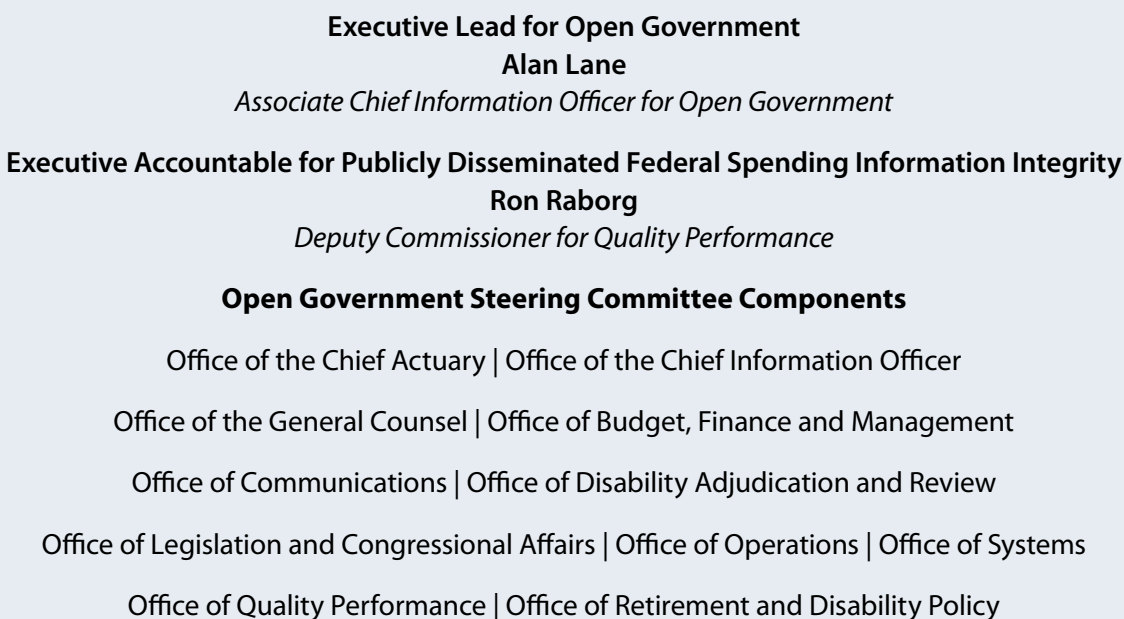 Executive Lead for Open Government
Alan Lane
Associate Chief Information Officer for Open Government
Executive Accountable for Publicly Disseminated Federal Spending Information Integrity
Ron Raborg
Deputy Commissioner for Quality Performance
Open Government Steering Committee Components
Office of the Chief Actuary | Office of the Chief Information Officer
Office of the General Counsel | Office of Budget, Finance and Management
Office of Communications | Office of Disability Adjudication and Review
Office of Legislation and Congressional Affairs | Office of Operations | Office of Systems
Office of Quality Performance | Office of Retirement and Disability Policy